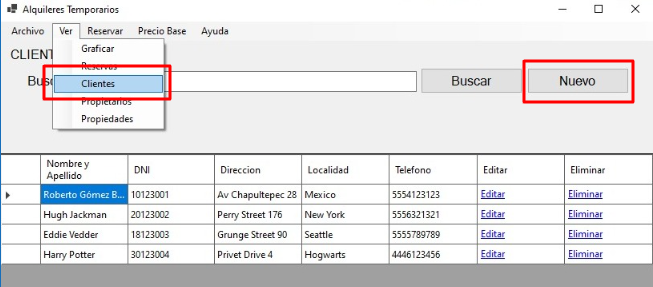 Alquileres Temporarios
Archivo Ver Reservar Precio Base Ayuda
Graficar
Reservas
Clientes
Propietarios
Propiedades
CLIENT
Bus
Buscar
Nuevo
Nombre y Apellido DNI Direccion Localidad Telefono Editar Eliminar
Roberto Gómez B... 10123001 Av Chapultepec 28 Mexico 5554123123 Editar Eliminar
Hugh Jackman 20123002 Perry Street 176 New York 5556321321 Editar Eliminar
Eddie Vedder 18123003 Grunge Street 90 Seattle 5555789789 Editar Eliminar
Harry Potter 30123004 Privet Drive 4 Hogwarts 4446123456 Editar Eliminar